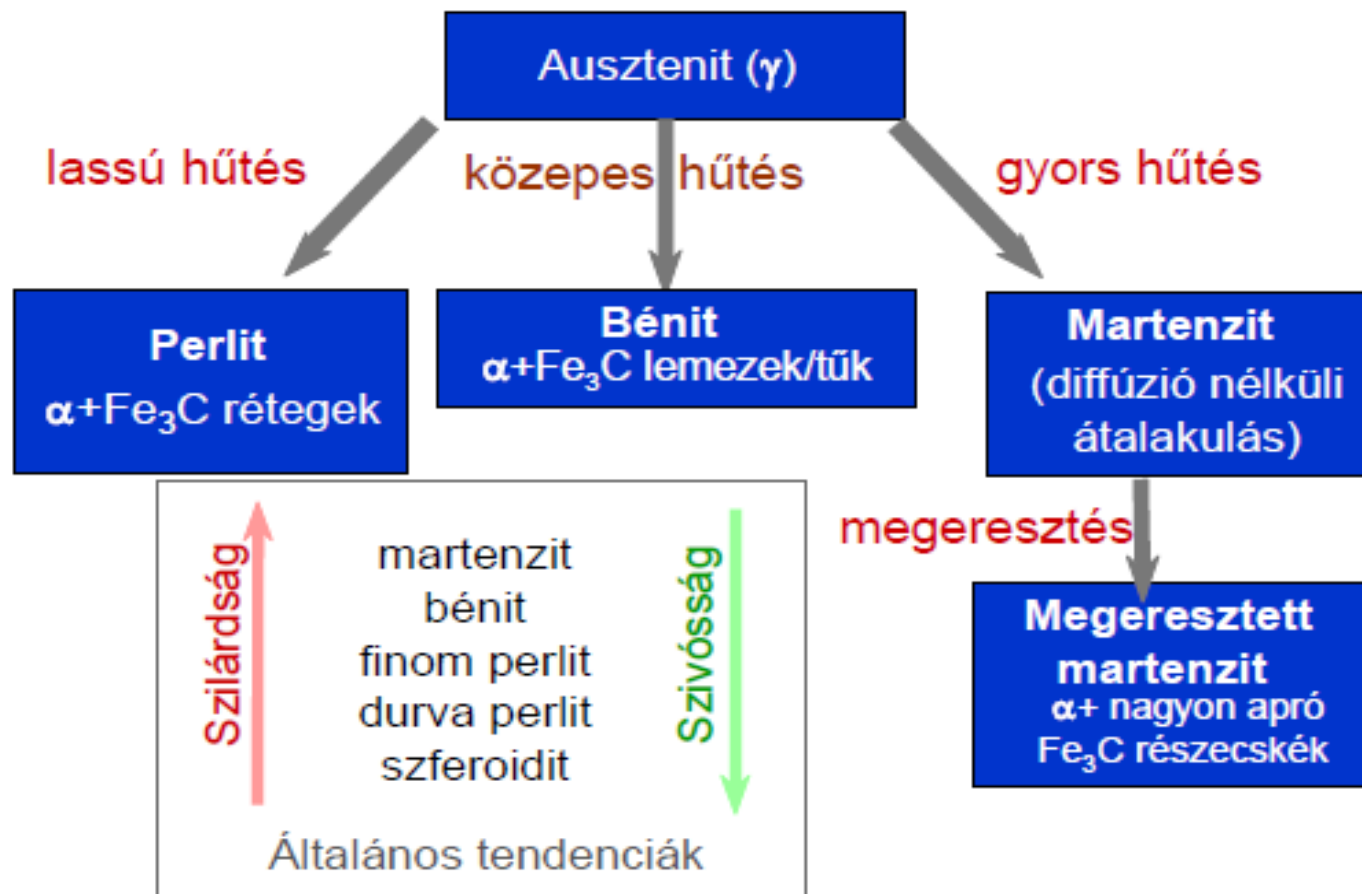 Ausztenit (γ)
lassú hűtés
közepes hűtés
gyors hűtés
Perlit
α+Fe₃C rétegek
Bénit
α+Fe₃C lemezek/tűk
Martenzit
(diffúzió nélküli
átalakulás)
megeresztés
Megeresztett
martenzit
α+ nagyon apró
Fe₃C részecskék
Szilárdság
martenzit
bénit
finom perlit
durva perlit
szferoidit
Szivósság
Általános tendenciák